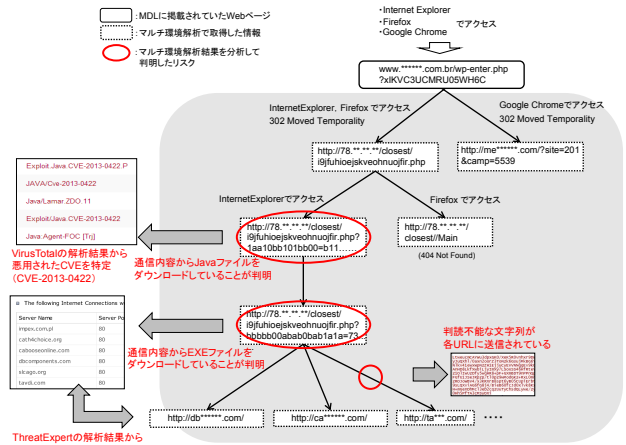 :MDLに掲載されていたWebページ
:マルチ環境解析で取得した情報
:マルチ環境解析結果を分析して
判明したリスク
・Internet Explorer
・Firefox
・Google Chrome
でアクセス
www.******.com.br/wp-enter.php
?xIKVC3UCMRU05WH6C
InternetExplorer, Firefox でアクセス
302 Moved Temporality
Google Chromeでアクセス
302 Moved Temporality
http://78.**.**.**/closest/
i9jfuhioejskveohnuojfir.php
http://me******.com/?site=201
&camp=5539
InternetExplorerでアクセス
Firefox でアクセス
http://78.**.**.**/closest/
i9jfuhioejskveohnuojfir.php?
1aa10bb101bb00=b11......
http://78.**.**.**/
closest//Main
(404 Not Found)
Exploit.Java.CVE-2013-0422.P
JAVA/Cve-2013-0422
Java/Lamar.ZDO.11
Exploit/Java.CVE-2013-0422
Java:Agent-FOC [Trj]
VirusTotalの解析結果から
悪用されたCVEを特定
(CVE-2013-0422)
通信内容からJavaファイルを
ダウンロードしていることが判明
The following Internet Connections w
Server Name
Server Po
impex.com.pl
80
catch4choice.org
80
cabooseonline.com
80
dbcomponents.com
80
slcago.org
80
tavdi.com
80
通信内容からEXEファイルを
ダウンロードしていることが判明
http://78.**.**.**/closest/
i9jfuhioejskveohnuojfir.php?
bbbbb00abab0bab1a1a=73
判読不能な文字列が
各URLに送信されている
http://db******.com/
http://ca******.com/
http://ta***.com/
・・・・
ThreatExpertの解析結果から